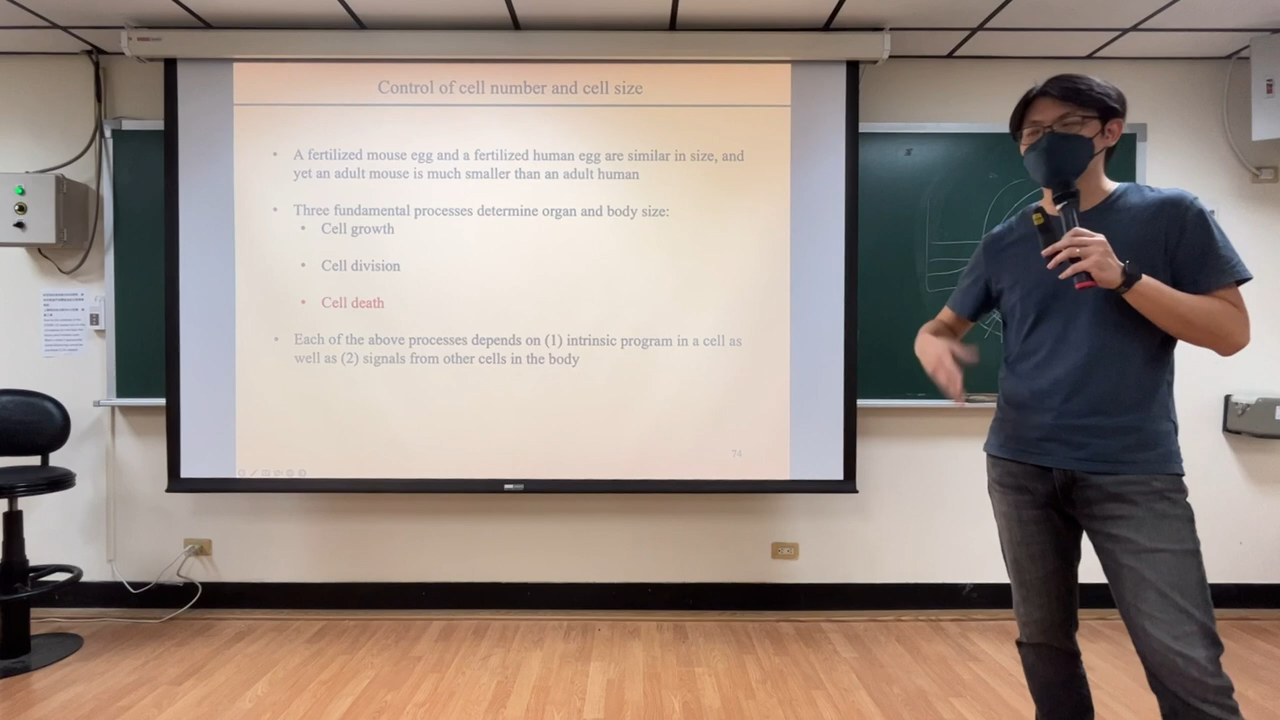 Control of cell number and cell size
• A fertilized mouse egg and a fertilized human egg are similar in size, and
yet an adult mouse is much smaller than an adult human
• Three fundamental processes determine organ and body size:
• Cell growth
• Cell division
• Cell death
• Each of the above processes depends on (1) intrinsic program in a cell as
well as (2) signals from other cells in the body
74